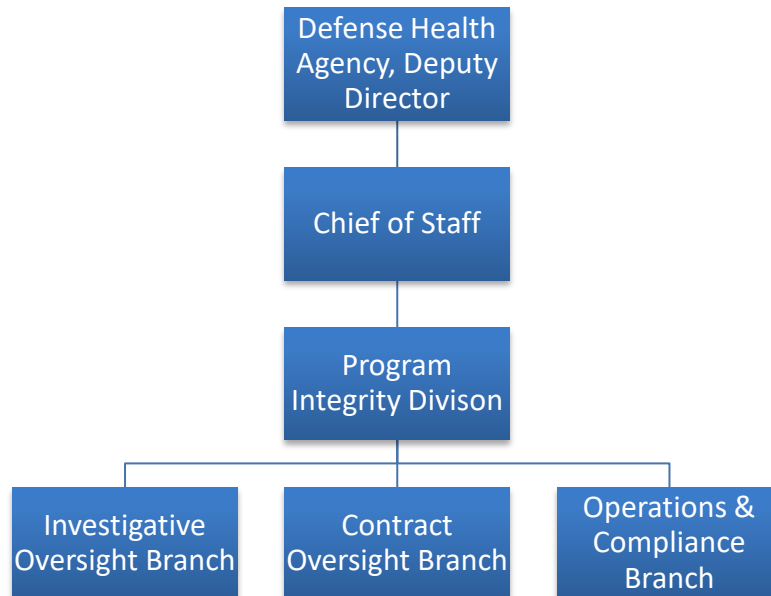 Defense Health
Agency, Deputy
Director
Chief of Staff
Program
Integrity Divison
Investigative
Oversight Branch
Contract
Oversight Branch
Operations &
Compliance
Branch